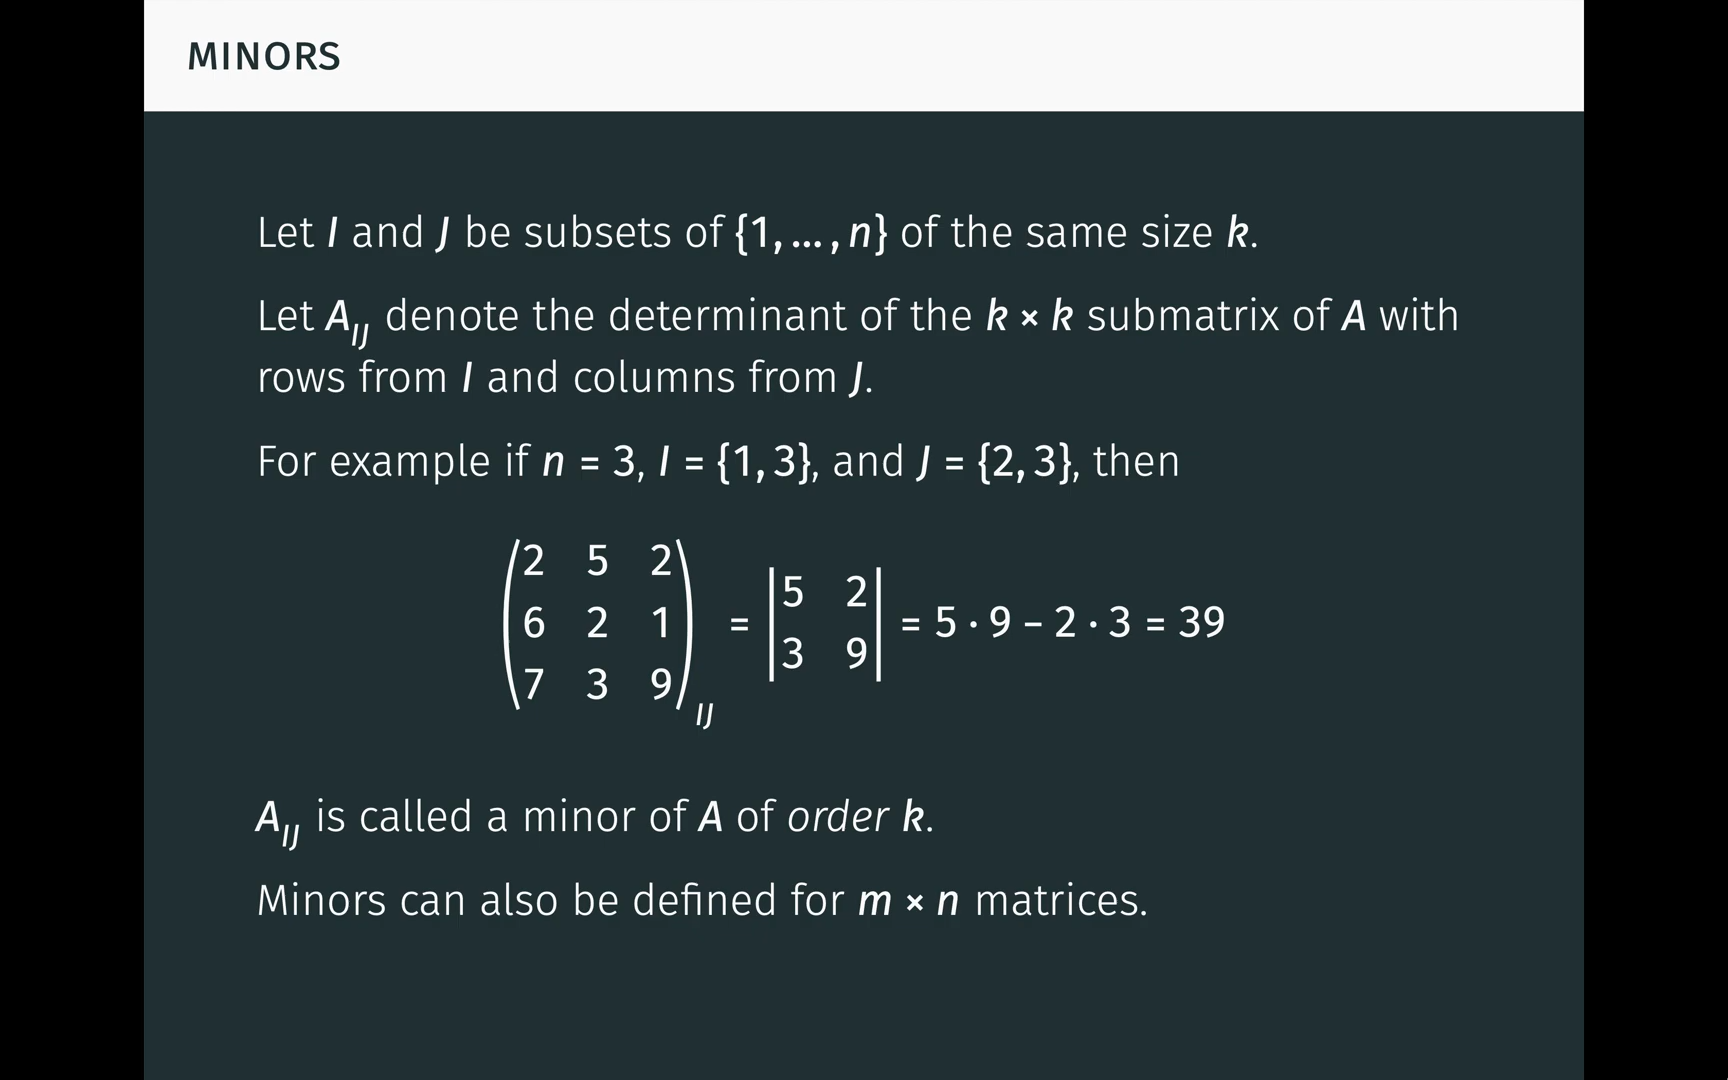 MINORS
Let I and J be subsets of {1, ... , n} of the same size k.
Let A_IJ denote the determinant of the k × k submatrix of A with
rows from I and columns from J.
For example if n = 3, I = {1, 3}, and J = {2, 3}, then
2 5 2
6 2 1
7 3 9
IJ
=
5 2
3 9
= 5 · 9 – 2 · 3 = 39
A_IJ is called a minor of A of order k.
Minors can also be defined for m × n matrices.